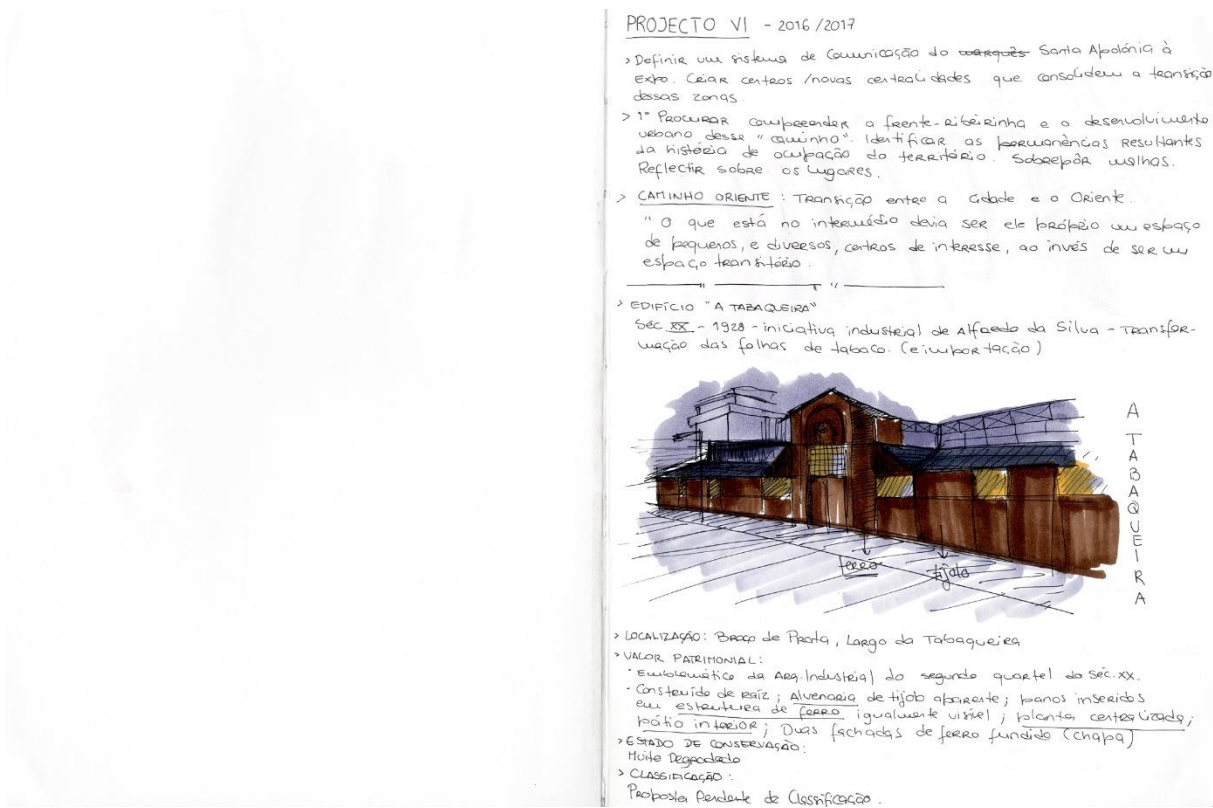 PROJECTO VI - 2016/2017
> Definir um sistema de comunicação do marquês Santa Apolónia à
Expo. Criar centros /novas centralidades que consolidem a transição
dessas zonas.
> 1º Procurar compreender a frente-ribeirinha e o desenvolvimento
urbano desse "caminho". Identificar as permanências resultantes
da história de ocupação do território. Sobrepôr malhas.
Reflectir sobre os lugares.
> CAMINHO ORIENTE : Transição entre a cidade e o Oriente.
"O que está no intermédio devia ser ele próprio um espaço
de pequenos, e diversos, centros de interesse, ao invés de ser um
espaço transitório.
> EDIFÍCIO "A TABAQUEIRA"
Séc. XX - 1928 - iniciativa industrial de Alfredo da Silva - Transfor-
mação das folhas de tabaco. (e importação)
A TABAQUEIRA
ferro tijolo
> LOCALIZAÇÃO: Braço de Prata, Largo da Tabaqueira
> VALOR PATRIMONIAL:
· Emblemático da Arq. Industrial do segundo quartel do Séc. XX.
· Construído de raíz ; Alvenaria de tijolo aparente ; panos inseridos
em estrutura de ferro igualmente visível ; planta centralizada ;
pátio interior ; Duas fachadas de ferro fundido (chapa)
> ESTADO DE CONSERVAÇÃO:
Muito Degradado
> CLASSIFICAÇÃO :
Proposta Pendente de Classificação.